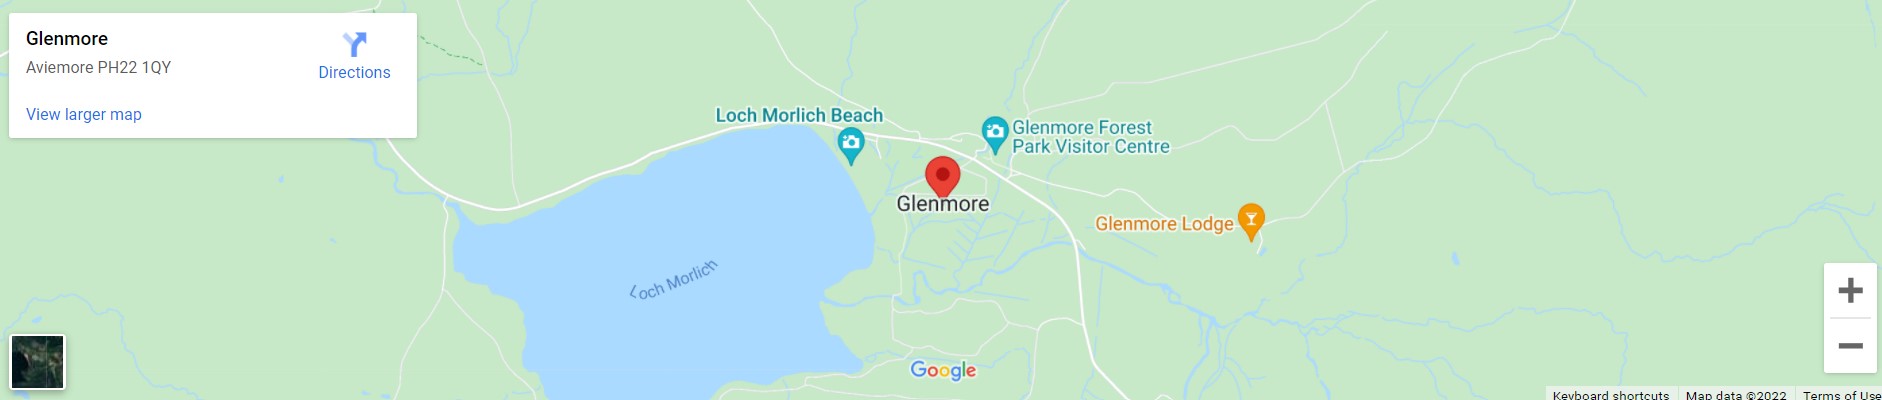 Glenmore
Aviemore PH22 1QY
Directions
View larger map
Loch Morlich Beach
Glenmore Forest
Park Visitor Centre
Glenmore
Glenmore Lodge
Loch Morlich
Google
Keyboard shortcuts
Map data ©2022
Terms of Use